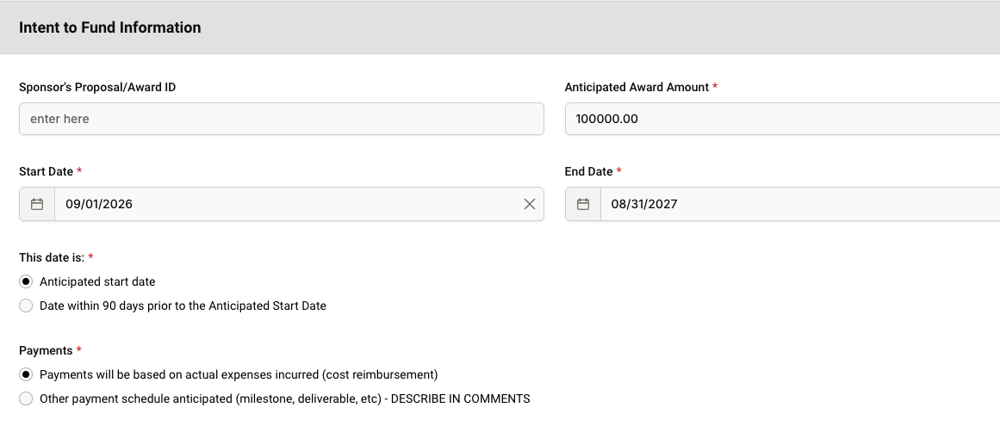 Intent to Fund Information
Sponsor's Proposal/Award ID
enter here
Anticipated Award Amount *
100000.00
Start Date *
09/01/2026
End Date *
08/31/2027
This date is: *
Anticipated start date
Date within 90 days prior to the Anticipated Start Date
Payments *
Payments will be based on actual expenses incurred (cost reimbursement)
Other payment schedule anticipated (milestone, deliverable, etc) - DESCRIBE IN COMMENTS